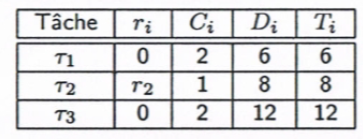 Tâche r_i C_i D_i T_i
τ_1 0 2 6 6
τ_2 r_2 1 8 8
τ_3 0 2 12 12